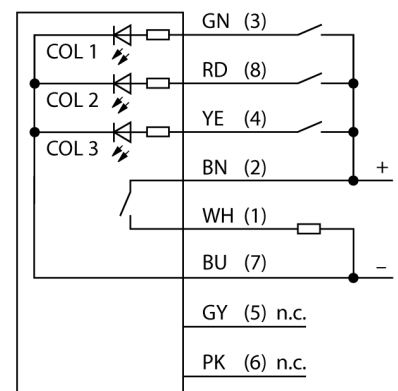 GN (3)
COL 1
RD (8)
COL 2
YE (4)
COL 3
BN (2) +
WH (1)
BU (7) –
GY (5) n.c.
PK (6) n.c.